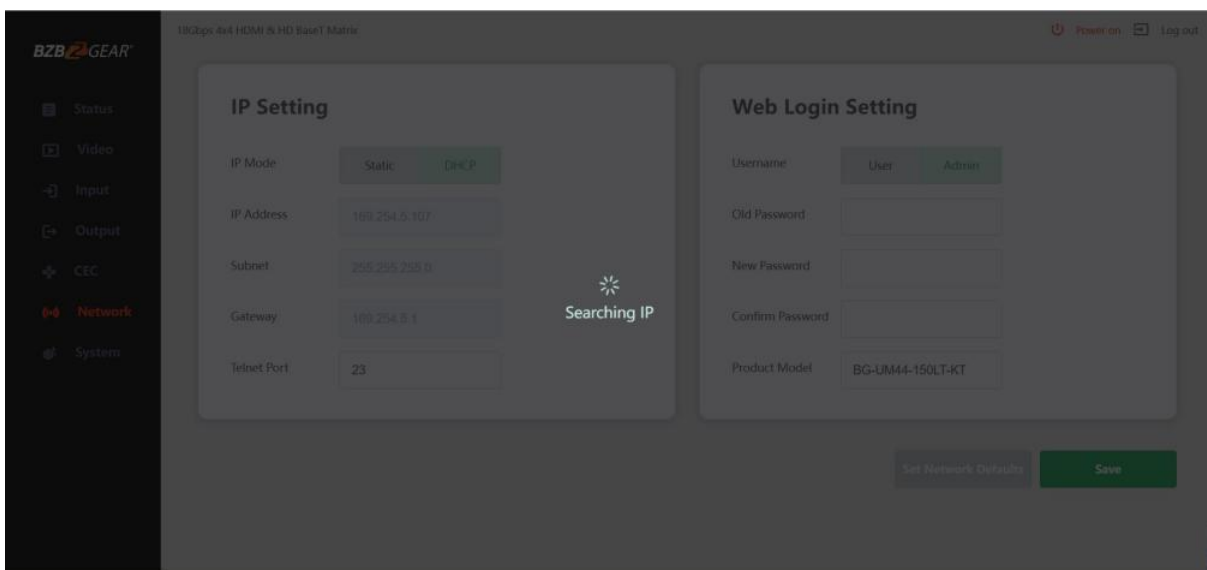 18Gbps 4x4 HDMI & HD BaseT Matrix
Power on
Log out
BZBGEAR
Status
Video
Input
Output
CEC
Network
System
IP Setting
IP Mode
Static
DHCP
IP Address
169.254.5.107
Subnet
255.255.255.0
Gateway
169.254.5.1
Telnet Port
23
Searching IP
Web Login Setting
Username
User
Admin
Old Password
New Password
Confirm Password
Product Model
BG-UM44-150LT-KT
Set Network Defaults
Save